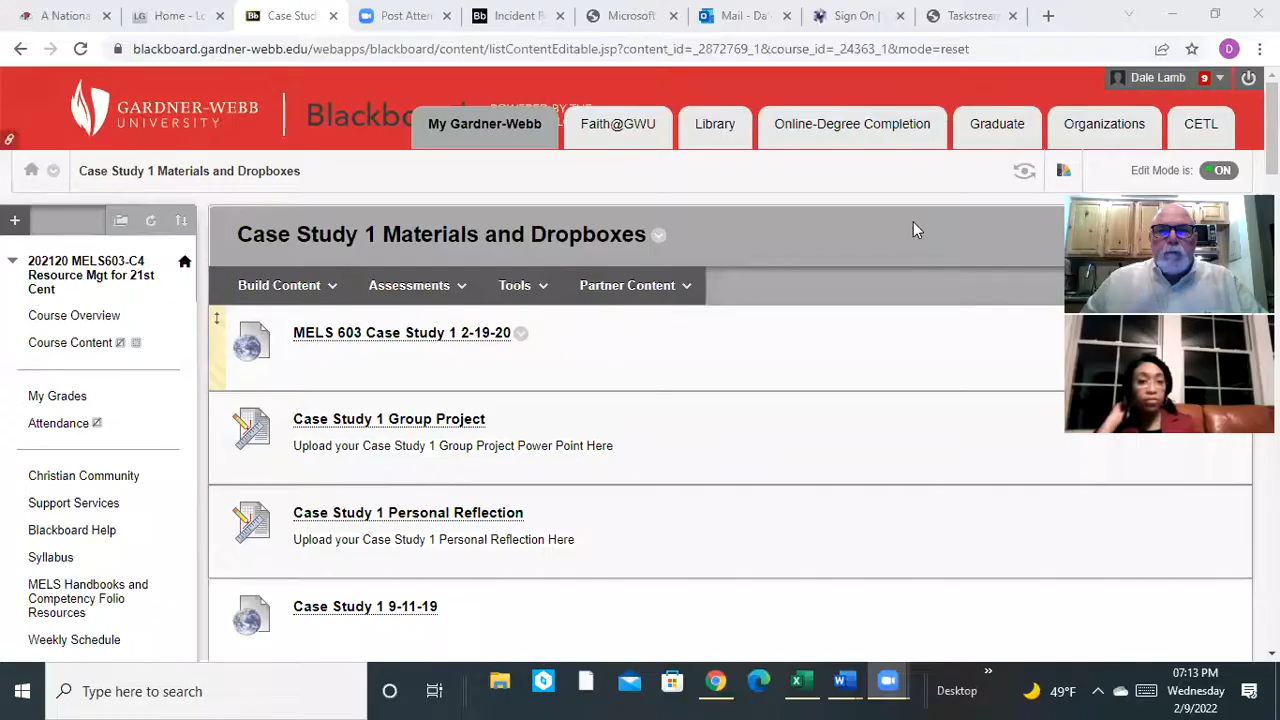 A Nationa
Home - Lo
Case Stud
Post Atten
Incident R
Microsoft
Mail - Da
Sign On |
Taskstrea
blackboard.gardner-webb.edu/webapps/blackboard/content/listContentEditable.jsp?content_id=_2872769_1&course_id=_24363_1&mode=reset
D
Dale Lamb 9
GARDNER-WEBB
UNIVERSITY
Blackbo
My Gardner-Webb
Faith@GWU
Library
Online-Degree Completion
Graduate
Organizations
CETL
Case Study 1 Materials and Dropboxes
Edit Mode is: ON
Case Study 1 Materials and Dropboxes
Build Content
Assessments
Tools
Partner Content
202120 MELS603-C4
Resource Mgt for 21st
Cent
Course Overview
Course Content
My Grades
Attendance
Christian Community
Support Services
Blackboard Help
Syllabus
MELS Handbooks and
Competency Folio
Resources
Weekly Schedule
MELS 603 Case Study 1 2-19-20
Case Study 1 Group Project
Upload your Case Study 1 Group Project Power Point Here
Case Study 1 Personal Reflection
Upload your Case Study 1 Personal Reflection Here
Case Study 1 9-11-19
Type here to search
Desktop
49°F
07:13 PM
Wednesday
2/9/2022